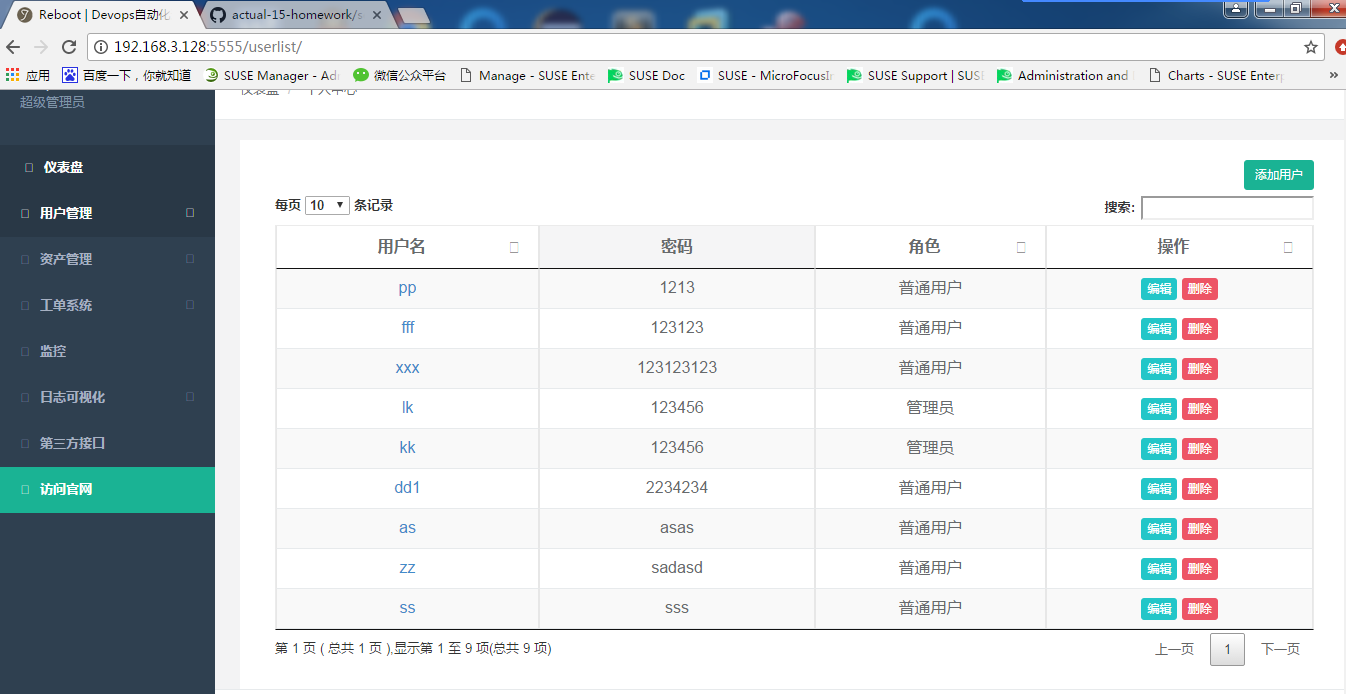 Reboot | Devops自动化
actual-15-homework/s
192.168.3.128:5555/userlist/
应用 百度一下，你就知道 SUSE Manager - Ad 微信公众平台 Manage - SUSE Ente SUSE Doc SUSE - MicroFocusIn SUSE Support | SUS Administration and Charts - SUSE Enterp »
超级管理员
仪表盘 / 个人中心
仪表盘
用户管理
资产管理
工单系统
监控
日志可视化
第三方接口
访问官网
添加用户
每页 10 条记录
搜索:
用户名 密码 角色 操作
pp 1213 普通用户 编辑 删除
fff 123123 普通用户 编辑 删除
xxx 123123123 普通用户 编辑 删除
lk 123456 管理员 编辑 删除
kk 123456 管理员 编辑 删除
dd1 2234234 普通用户 编辑 删除
as asas 普通用户 编辑 删除
zz sadasd 普通用户 编辑 删除
ss sss 普通用户 编辑 删除
第 1 页 ( 总共 1 页 ),显示第 1 至 9 项(总共 9 项)
上一页 1 下一页